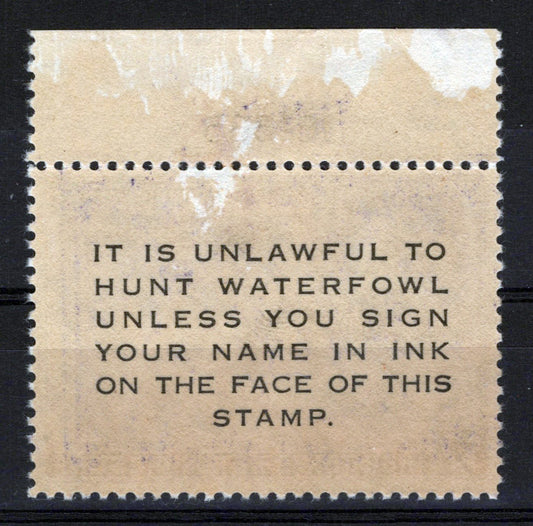 IT IS UNLAWFUL TO
HUNT WATERFOWL
UNLESS YOU SIGN
YOUR NAME IN INK
ON THE FACE OF THIS
STAMP.